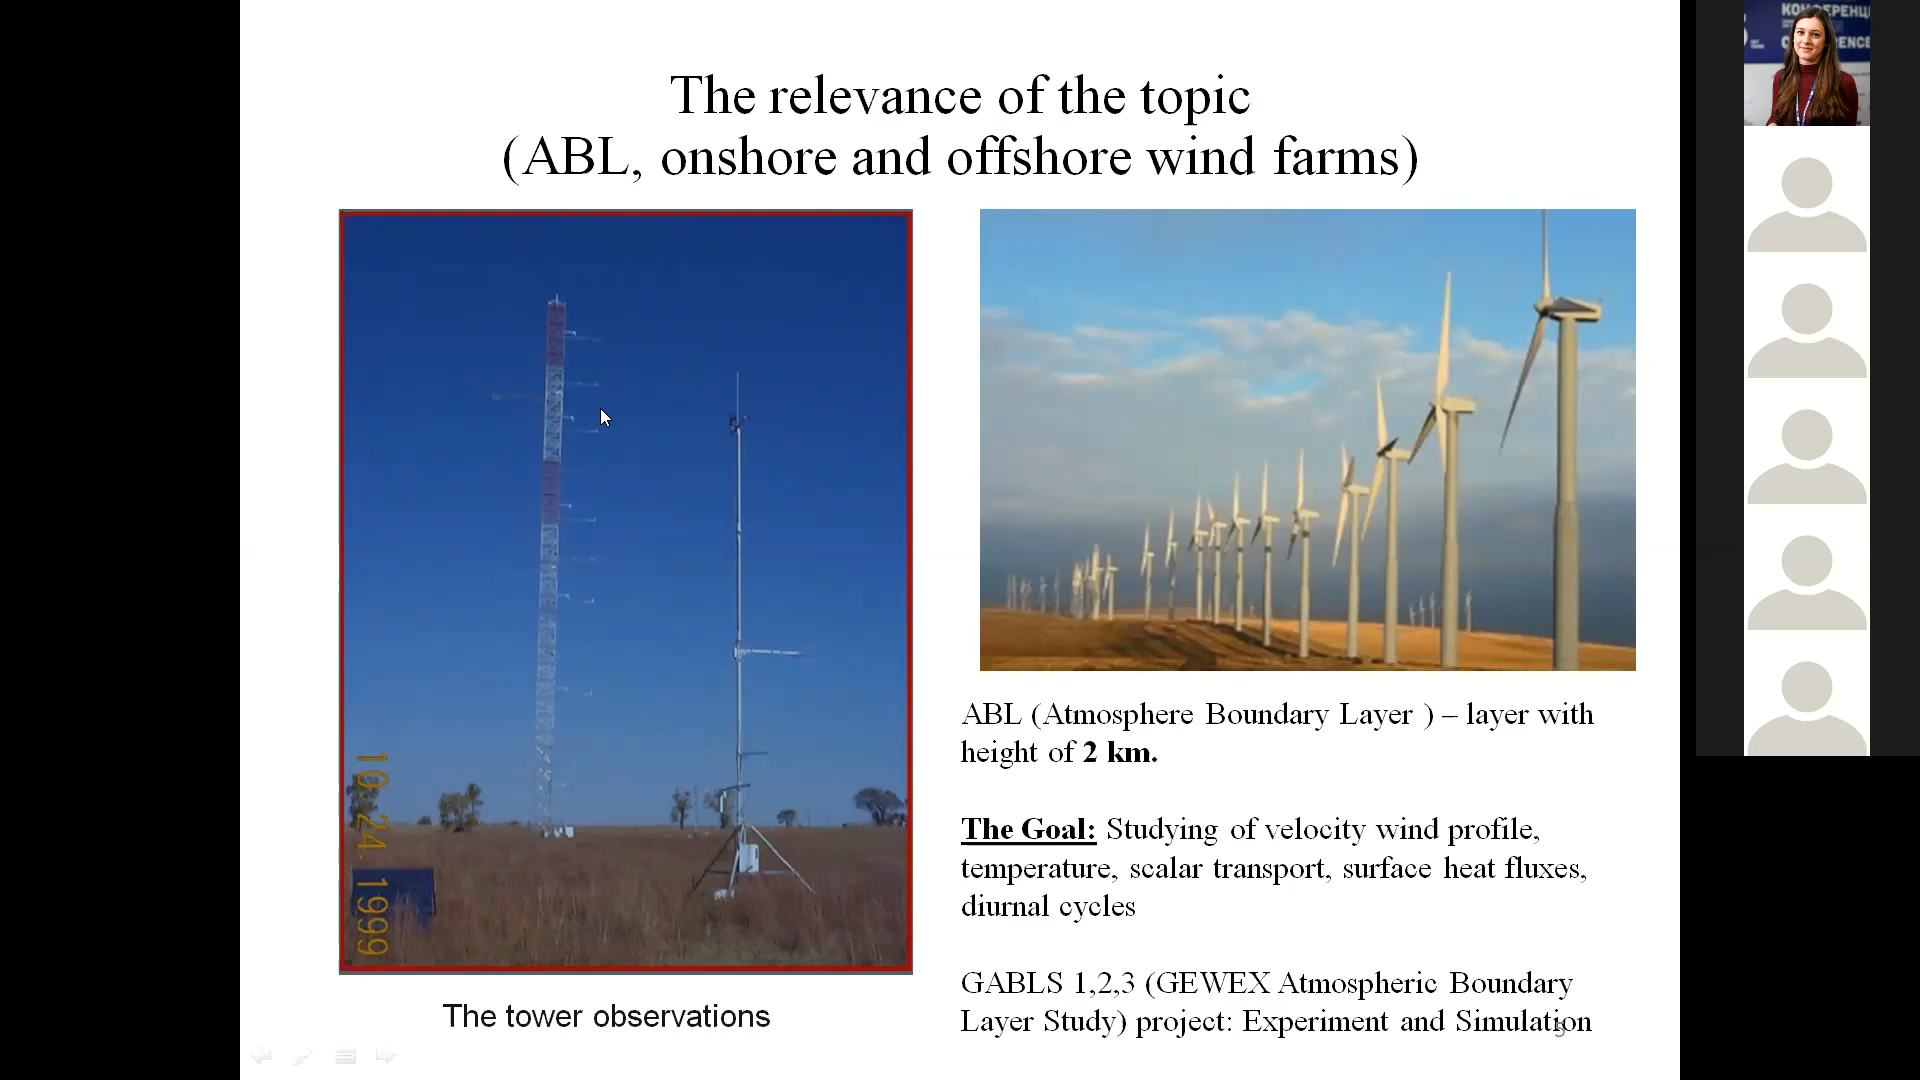 The relevance of the topic
(ABL, onshore and offshore wind farms)
10. 24. 1999
The tower observations
ABL (Atmosphere Boundary Layer ) – layer with
height of 2 km.
The Goal: Studying of velocity wind profile,
temperature, scalar transport, surface heat fluxes,
diurnal cycles
GABLS 1,2,3 (GEWEX Atmospheric Boundary
Layer Study) project: Experiment and Simulation
5